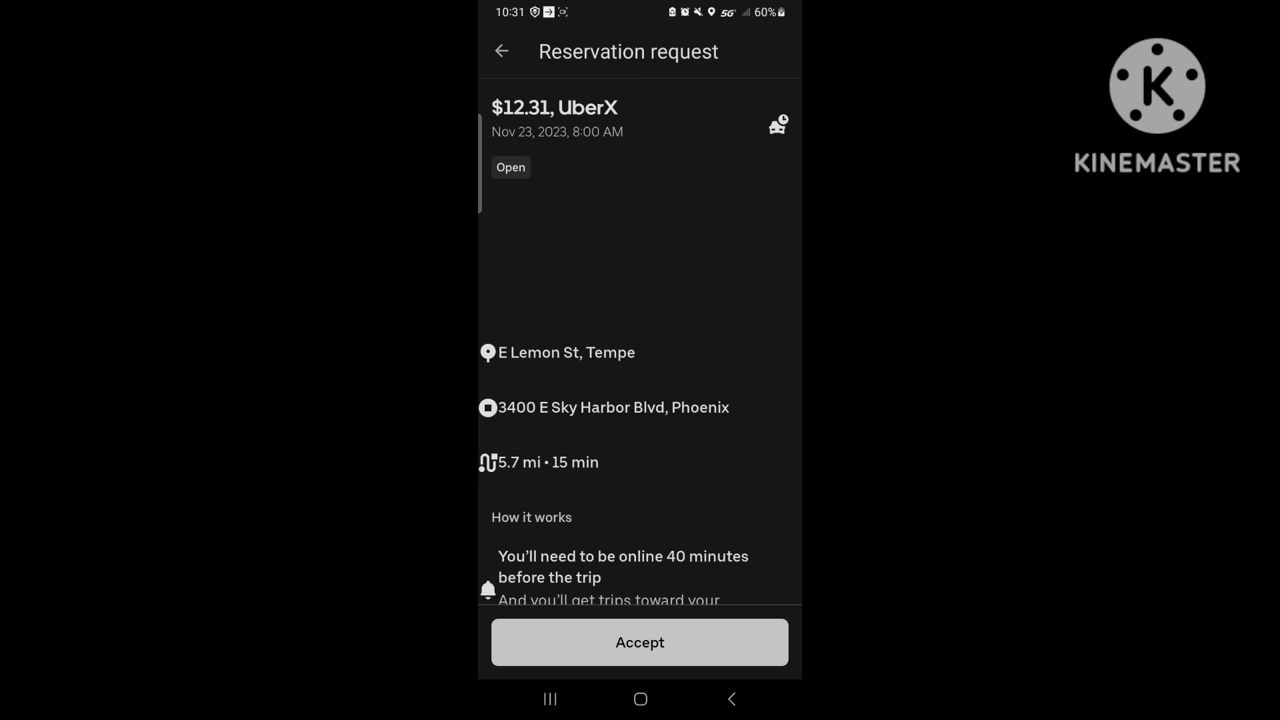 10:31 5G 60%
Reservation request
$12.31, UberX
Nov 23, 2023, 8:00 AM
Open
E Lemon St, Tempe
3400 E Sky Harbor Blvd, Phoenix
5.7 mi • 15 min
How it works
You'll need to be online 40 minutes
before the trip
And you'll get trips toward your
Accept
K
KINEMASTER